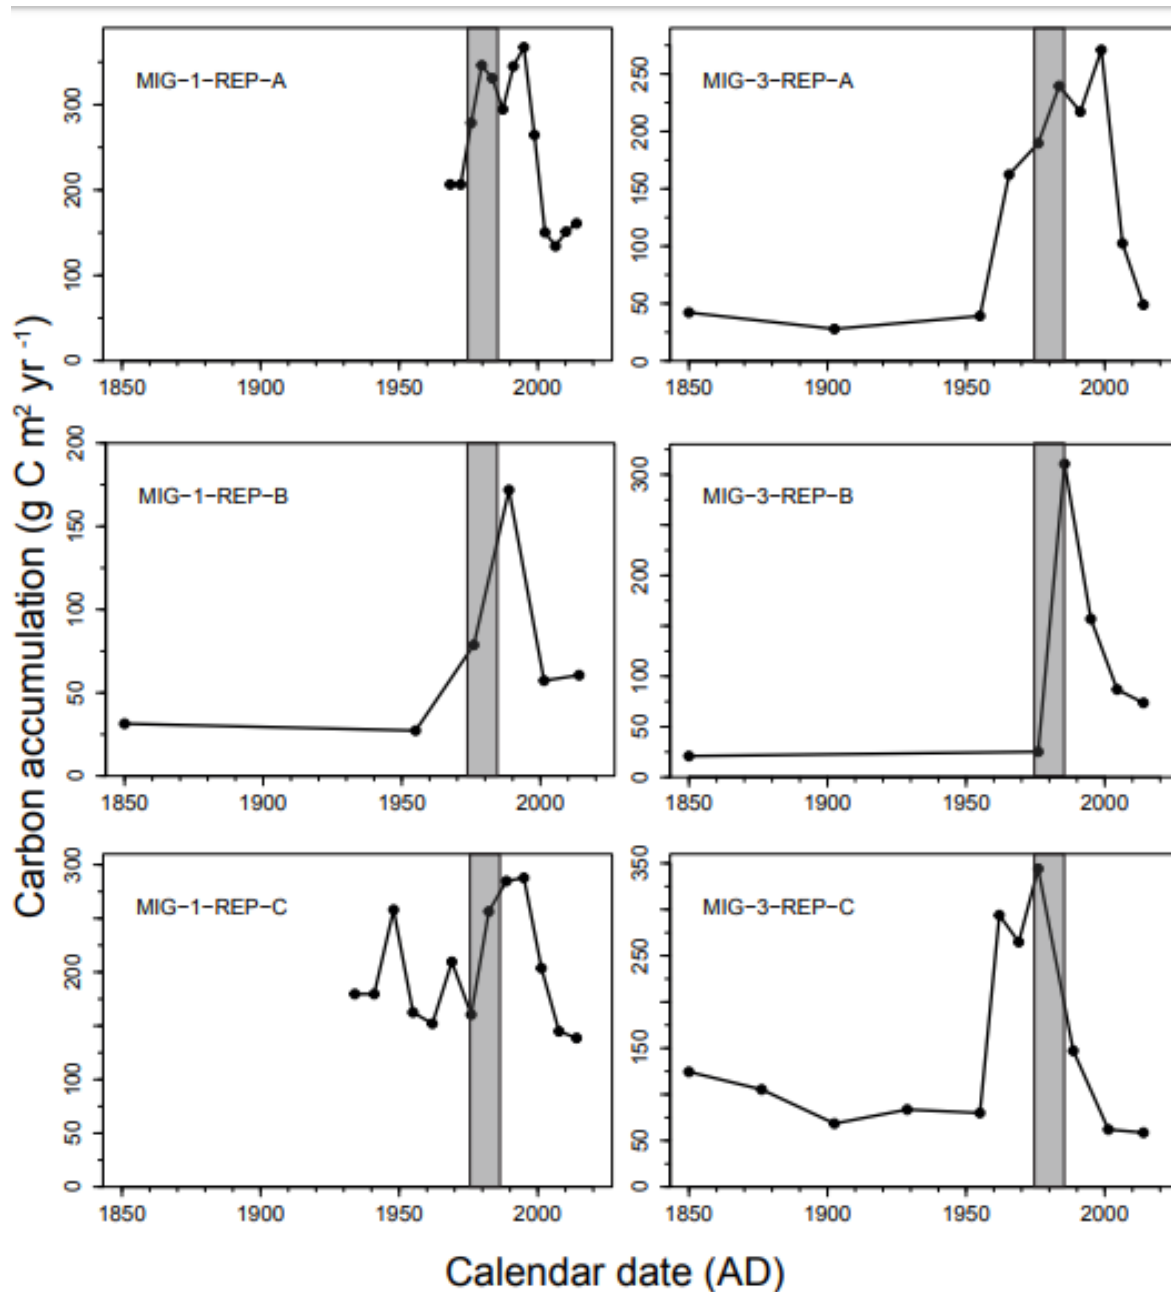 Carbon accumulation (g C m² yr ⁻¹)
MIG−1−REP−A
0 100 200 300
1850 1900 1950 2000
MIG−3−REP−A
0 50 100 150 200 250
1850 1900 1950 2000
MIG−1−REP−B
0 50 100 150 200
1850 1900 1950 2000
MIG−3−REP−B
0 50 100 200 300
1850 1900 1950 2000
MIG−1−REP−C
0 50 100 200 300
1850 1900 1950 2000
MIG−3−REP−C
0 50 150 250 350
1850 1900 1950 2000
Calendar date (AD)